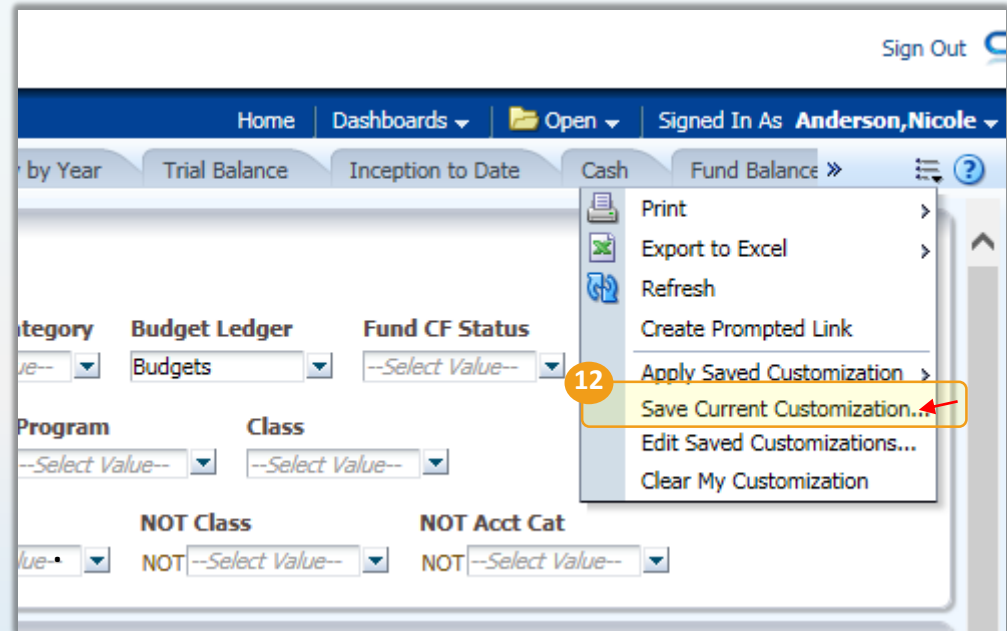 Sign Out
Home Dashboards Open Signed In As Anderson,Nicole
by Year Trial Balance Inception to Date Cash Fund Balance »
Print
Export to Excel
Refresh
Create Prompted Link
Apply Saved Customization
12
Save Current Customization...
Edit Saved Customizations...
Clear My Customization
tegory Budget Ledger Fund CF Status
ue-- Budgets --Select Value--
Program Class
--Select Value-- --Select Value--
NOT Class NOT Acct Cat
lue-- NOT --Select Value-- NOT --Select Value--